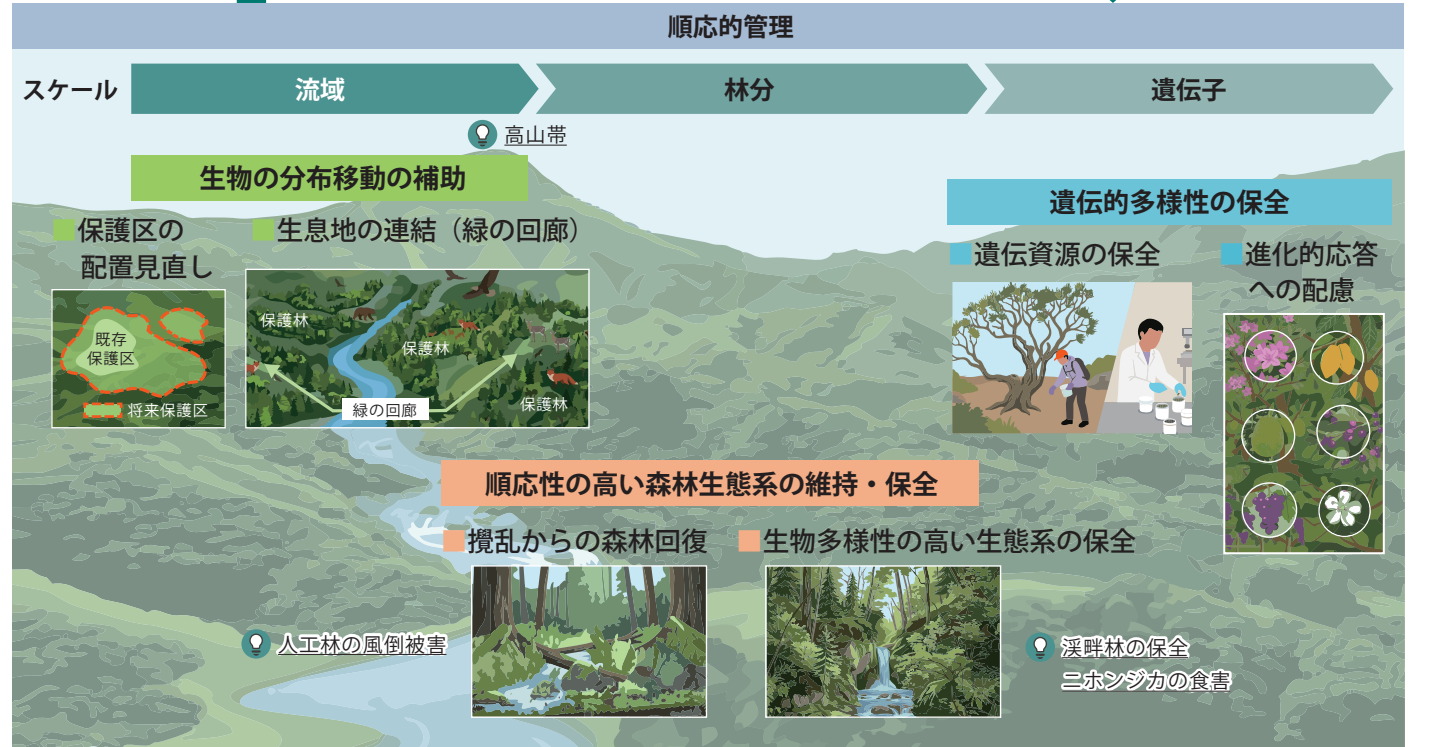 順応的管理
スケール
流域
林分
遺伝子
高山帯
生物の分布移動の補助
保護区の
配置見直し
生息地の連結（緑の回廊）
既存
保護区
将来保護区
保護林
保護林
保護林
緑の回廊
遺伝的多様性の保全
遺伝資源の保全
進化的応答
への配慮
順応性の高い森林生態系の維持・保全
攪乱からの森林回復
生物多様性の高い生態系の保全
人工林の風倒被害
渓畔林の保全
ニホンジカの食害